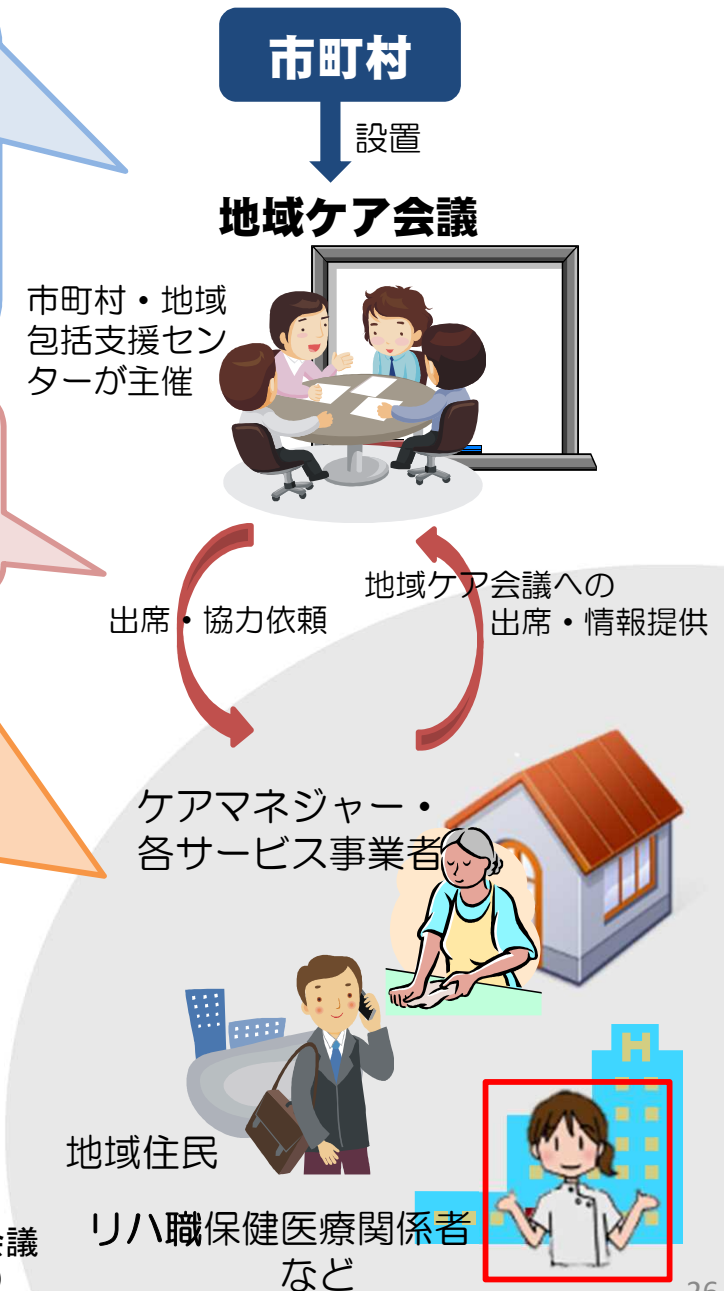 市町村
設置
地域ケア会議
市町村・地域
包括支援セン
ターが主催
地域ケア会議への
出席・情報提供
出席・協力依頼
ケアマネジャー・
各サービス事業者
H
地域住民
リハ職保健医療関係者
など
会議
26